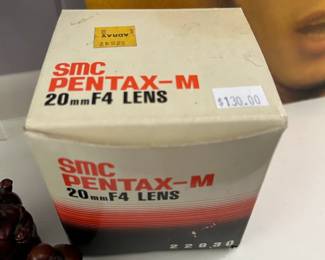 smc
PENTAX-M
20mmF4 LENS
$130.00
smc
PENTAX-M
20mmF4 LENS
22830